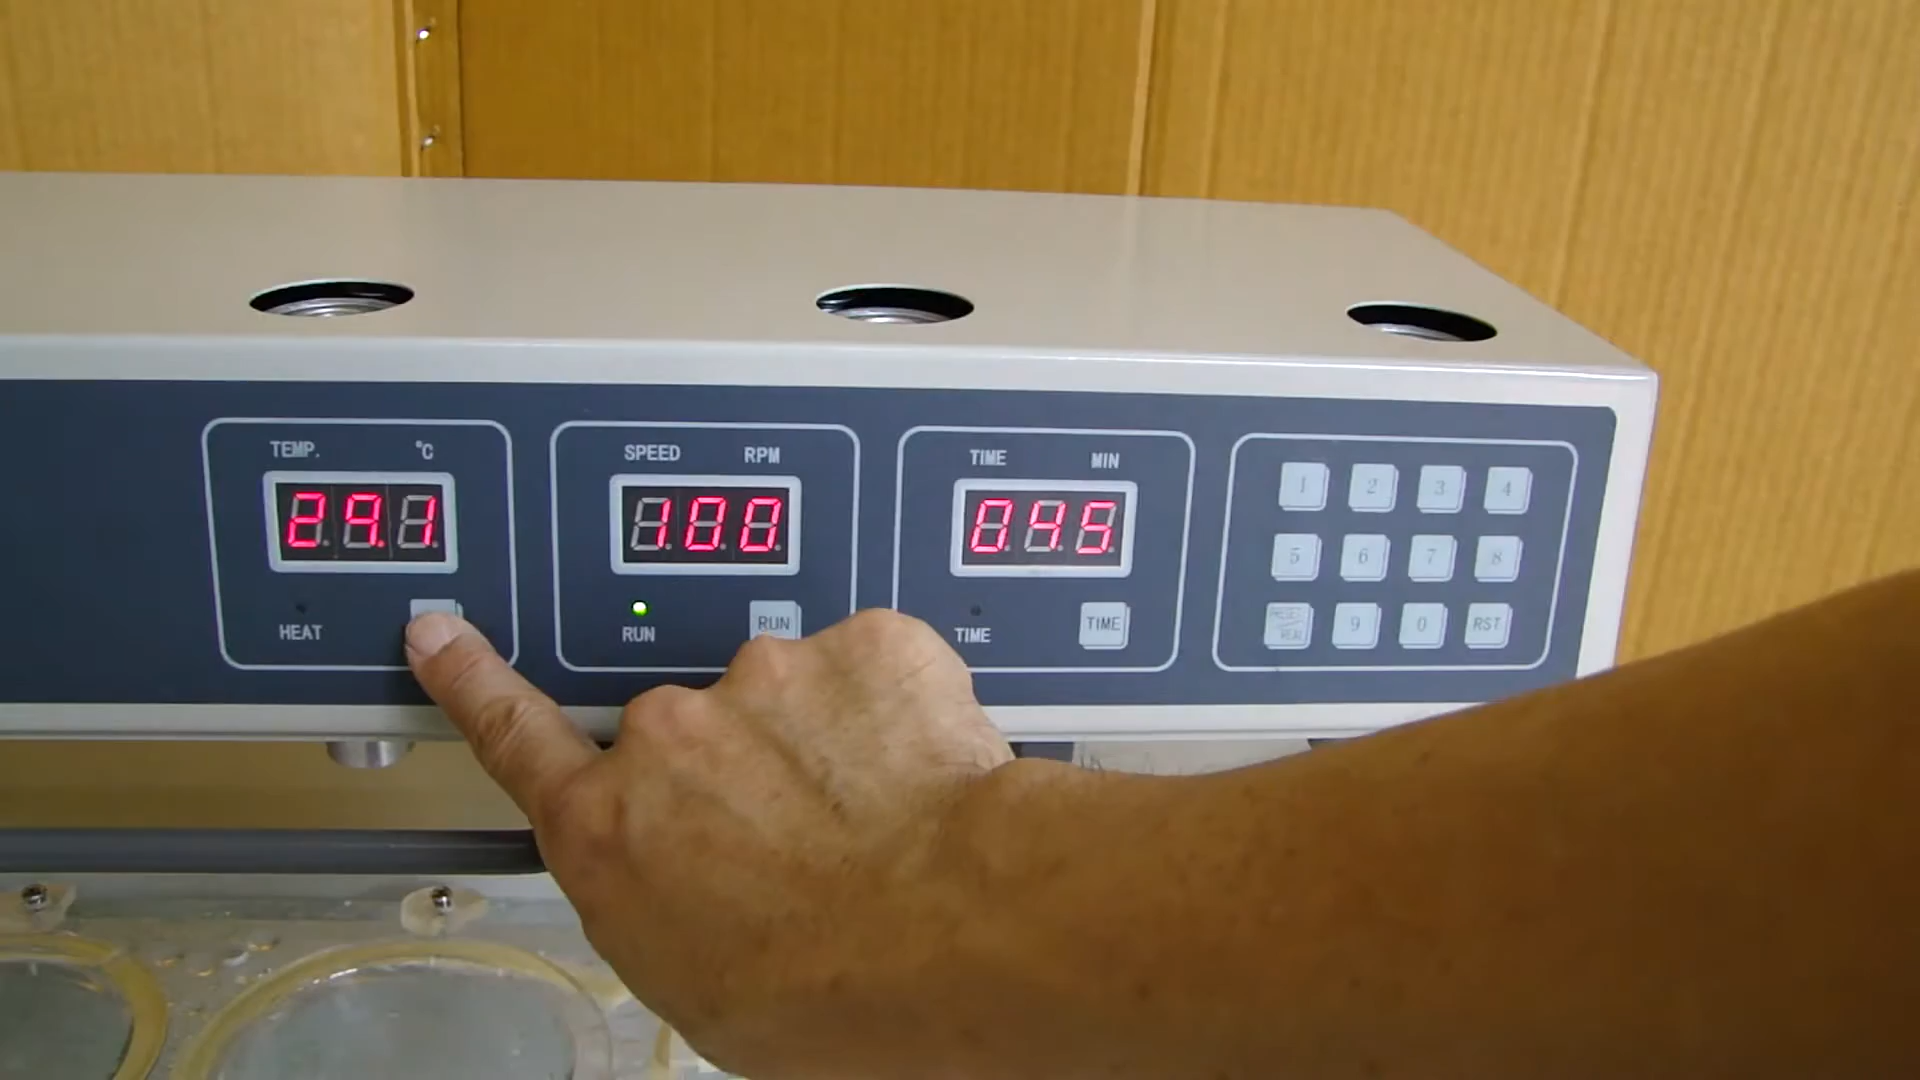 TEMP. °C
29.1
HEAT
SPEED RPM
100
RUN RUN
TIME MIN
045
TIME TIME
1 2 3 4
5 6 7 8
9 0 RST